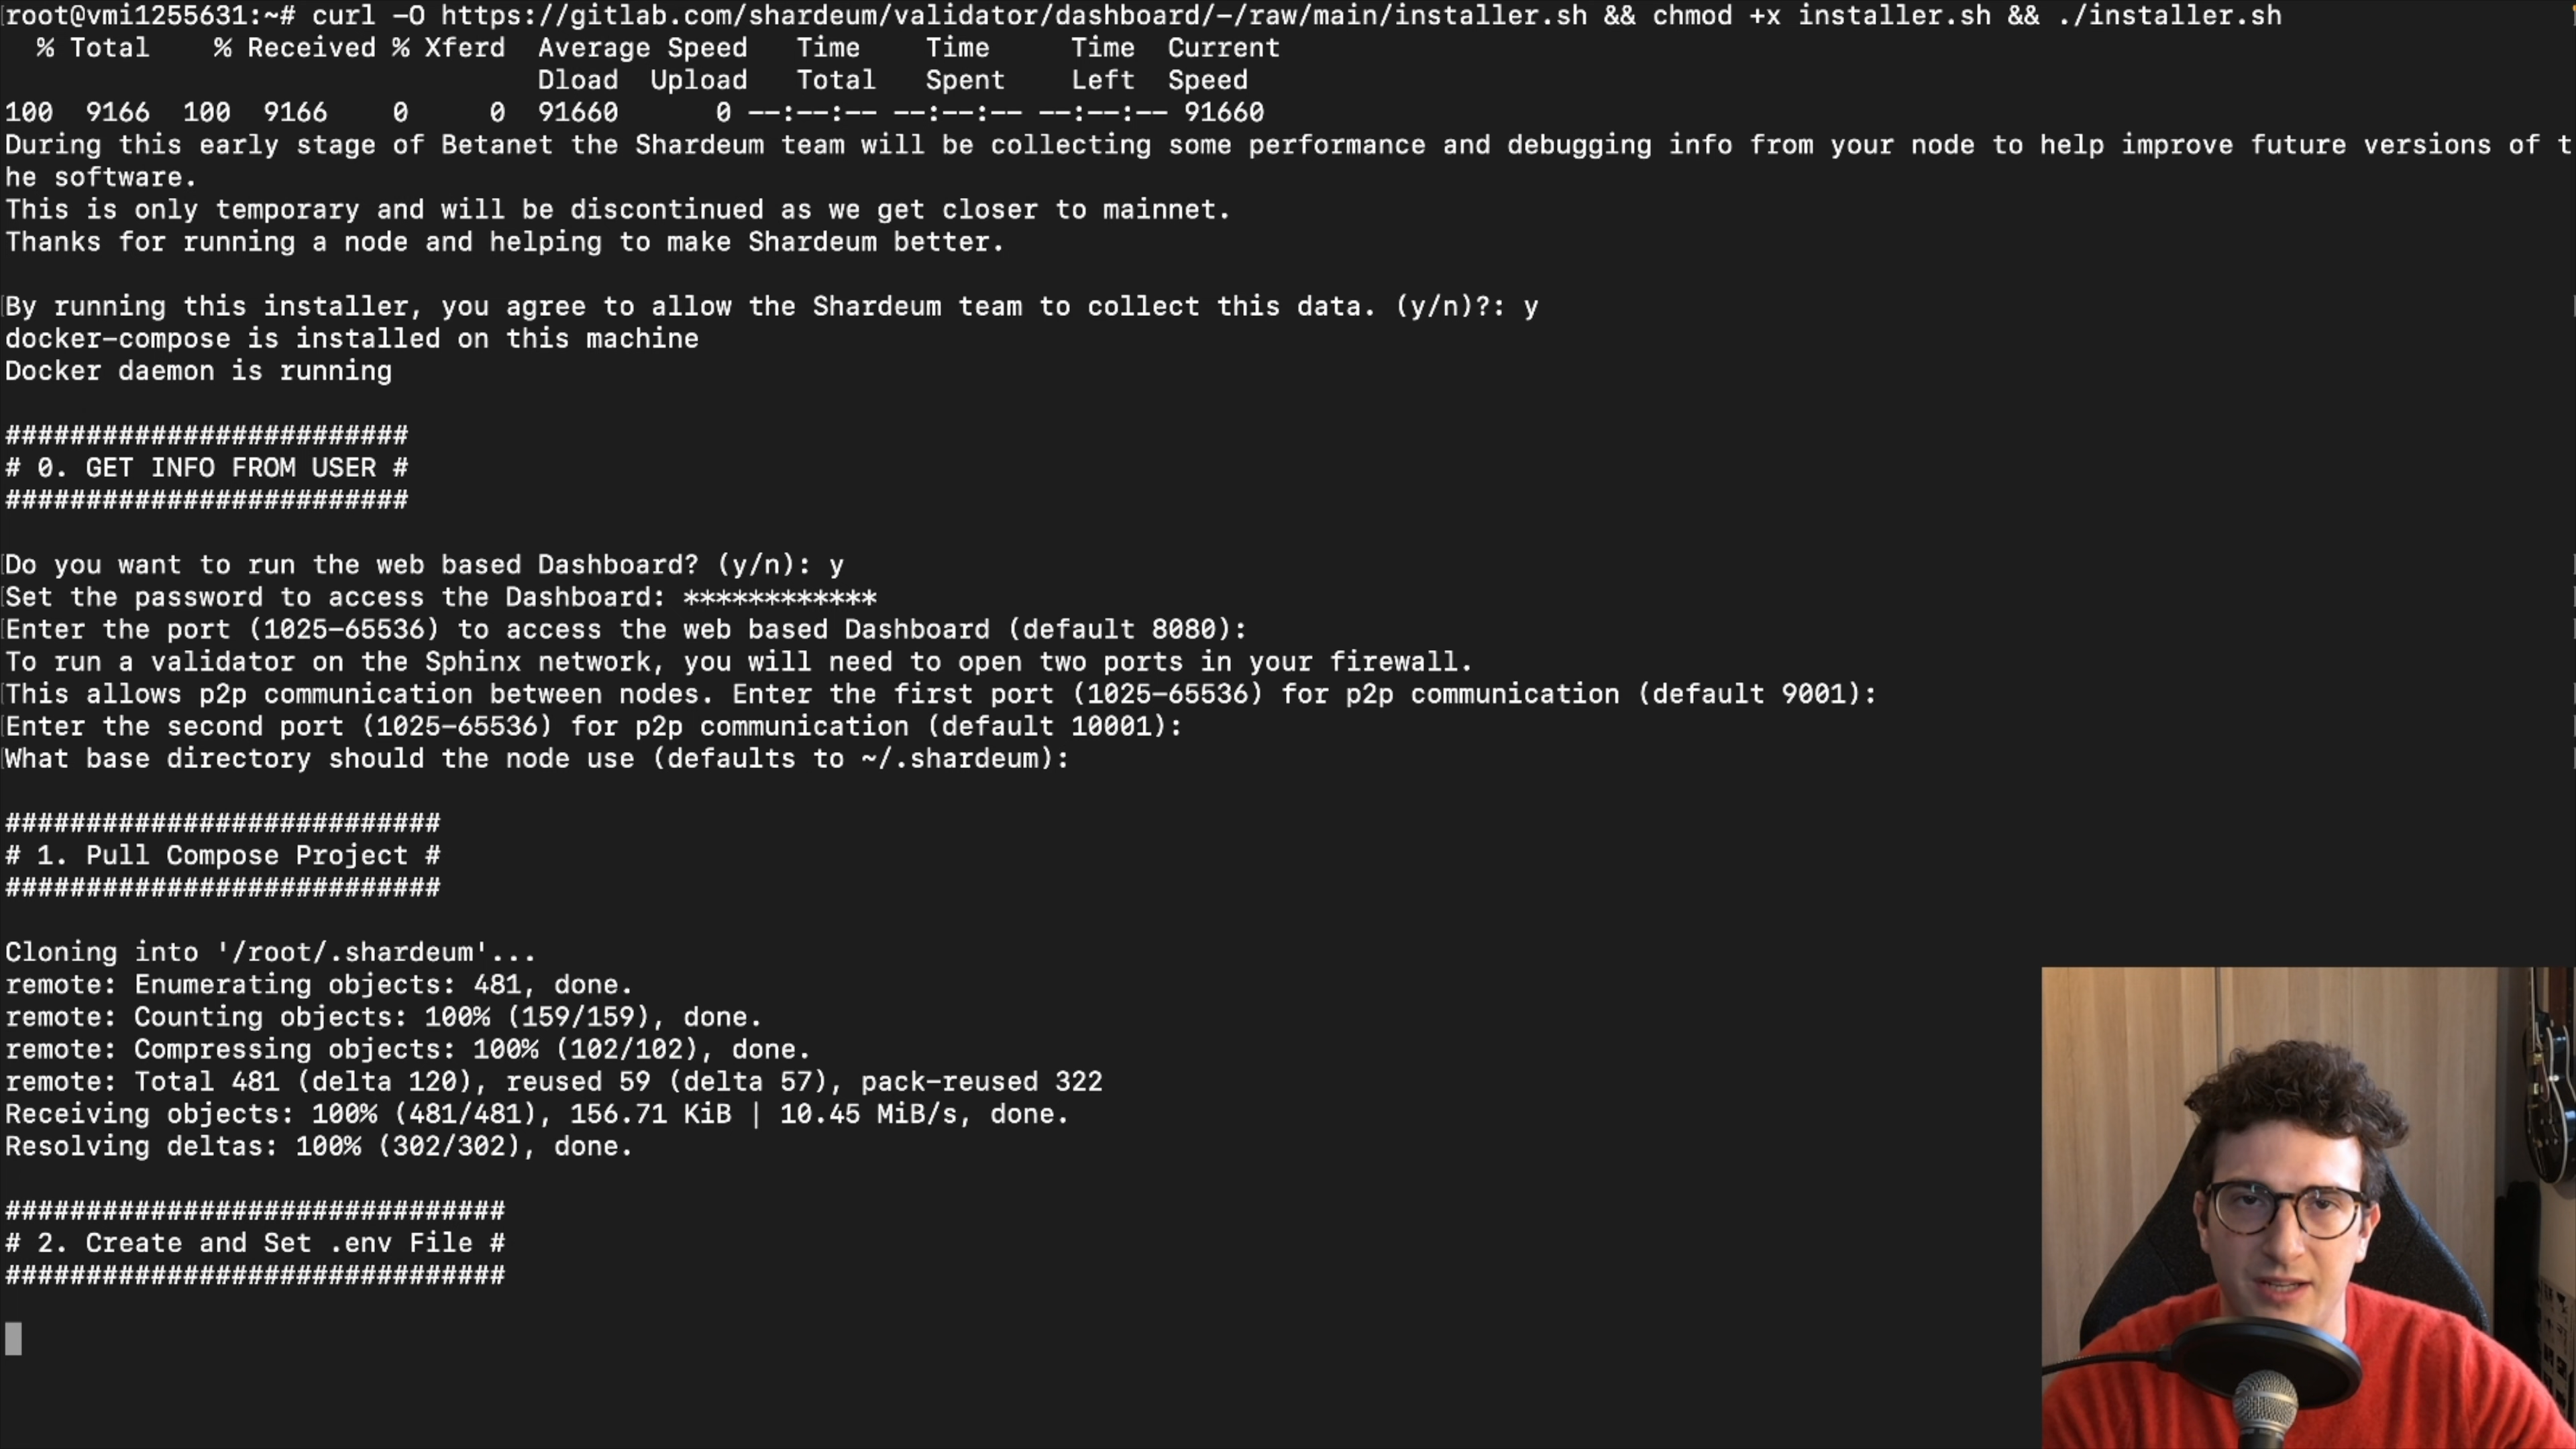 root@vmi1255631:~# curl -O https://gitlab.com/shardeum/validator/dashboard/-/raw/main/installer.sh && chmod +x installer.sh && ./installer.sh
% Total % Received % Xferd Average Speed Time Time Time Current
Dload Upload Total Spent Left Speed
100 9166 100 9166 0 0 91660 0 --:--:-- --:--:-- --:--:-- 91660
During this early stage of Betanet the Shardeum team will be collecting some performance and debugging info from your node to help improve future versions of t
he software.
This is only temporary and will be discontinued as we get closer to mainnet.
Thanks for running a node and helping to make Shardeum better.
By running this installer, you agree to allow the Shardeum team to collect this data. (y/n)?: y
docker-compose is installed on this machine
Docker daemon is running
#########################
# 0. GET INFO FROM USER #
#########################
Do you want to run the web based Dashboard? (y/n): y
Set the password to access the Dashboard: ************
Enter the port (1025-65536) to access the web based Dashboard (default 8080):
To run a validator on the Sphinx network, you will need to open two ports in your firewall.
This allows p2p communication between nodes. Enter the first port (1025-65536) for p2p communication (default 9001):
Enter the second port (1025-65536) for p2p communication (default 10001):
What base directory should the node use (defaults to ~/.shardeum):
###########################
# 1. Pull Compose Project #
###########################
Cloning into '/root/.shardeum'...
remote: Enumerating objects: 481, done.
remote: Counting objects: 100% (159/159), done.
remote: Compressing objects: 100% (102/102), done.
remote: Total 481 (delta 120), reused 59 (delta 57), pack-reused 322
Receiving objects: 100% (481/481), 156.71 KiB | 10.45 MiB/s, done.
Resolving deltas: 100% (302/302), done.
###############################
# 2. Create and Set .env File #
###############################